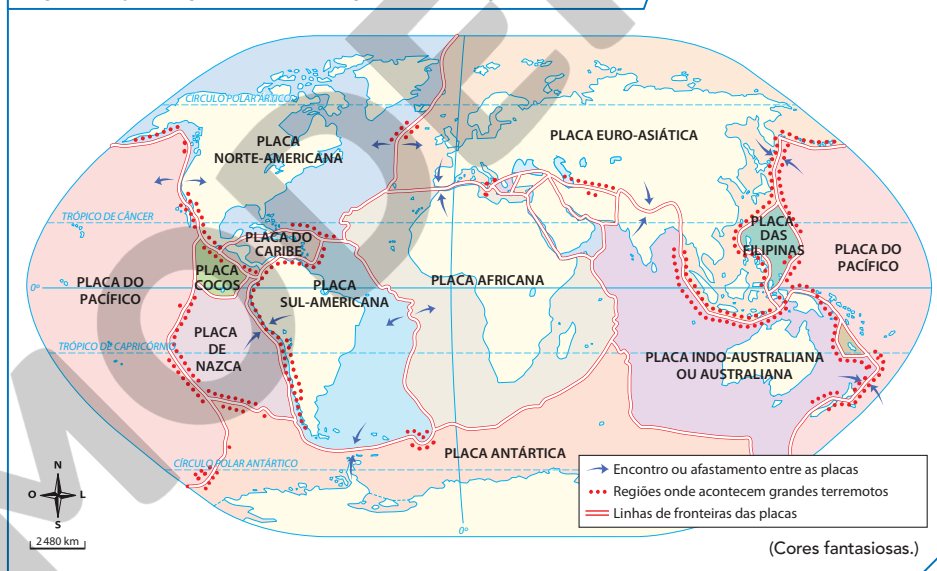 CÍRCULO POLAR ÁRTICO
PLACA
NORTE-AMERICANA
PLACA EURO-ASIÁTICA
TRÓPICO DE CÂNCER
PLACA DO
CARIBE
PLACA
DAS
FILIPINAS
PLACA DO
PACÍFICO
PLACA
COCOS
PLACA
SUL-AMERICANA
PLACA AFRICANA
PLACA DO
PACÍFICO
0°
PLACA
DE
NAZCA
TRÓPICO DE CAPRICÓRNIO
PLACA INDO-AUSTRALIANA
OU AUSTRALIANA
PLACA ANTÁRTICA
CÍRCULO POLAR ANTÁRTICO
0°
N
O L
S
2 480 km
Encontro ou afastamento entre as placas
Regiões onde acontecem grandes terremotos
Linhas de fronteiras das placas
(Cores fantasiosas.)